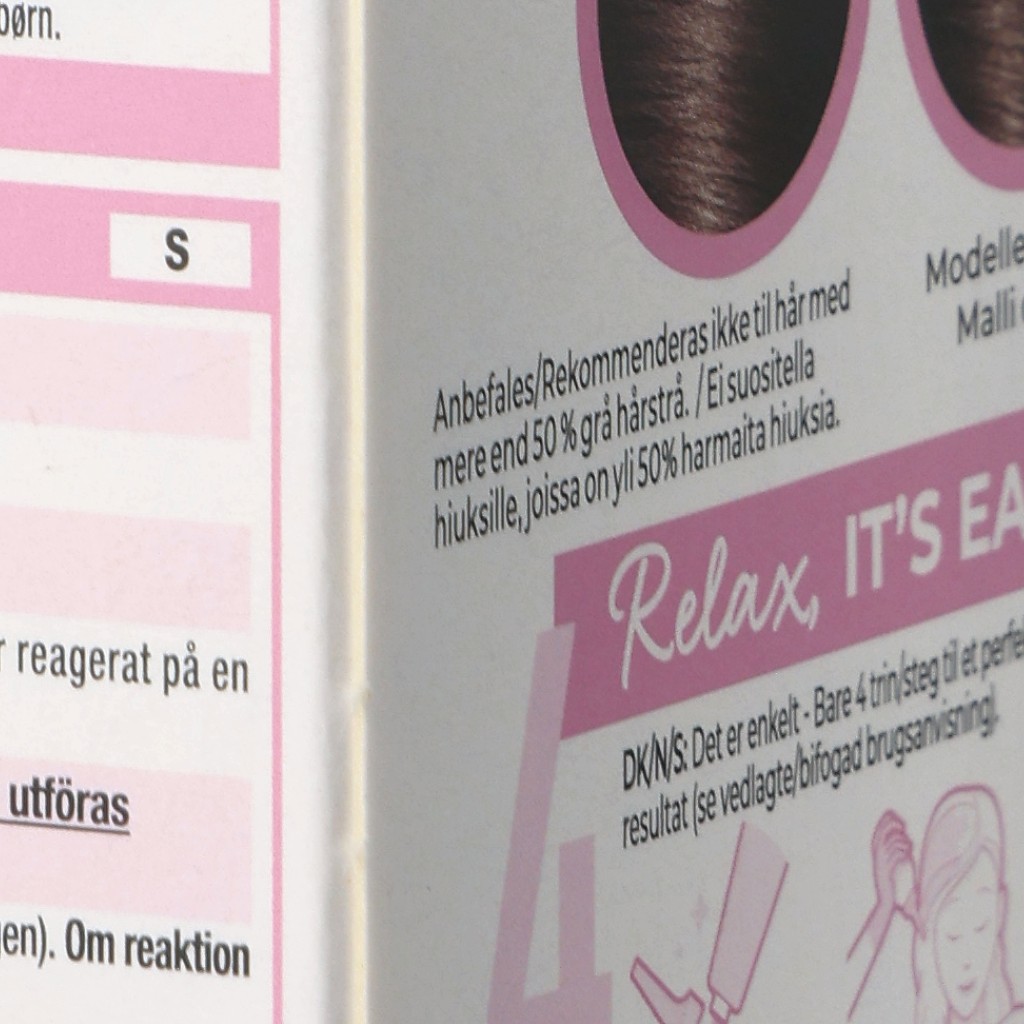 børn.
S
reagerat på en
utföras
Om reaktion
Modelle
Malli
Anbefales/Rekommenderas ikke til hår med
mere end 50 % grå hårstrå. / Ei suositella
hiuksille, joissa on yli 50% harmaita hiuksia.
Relax, IT'S EA
4
DK/N/S: Det er enkelt - Bare 4 trin/steg til et perfe
resultat (se vedlagte/bifogad brugsanvisning).